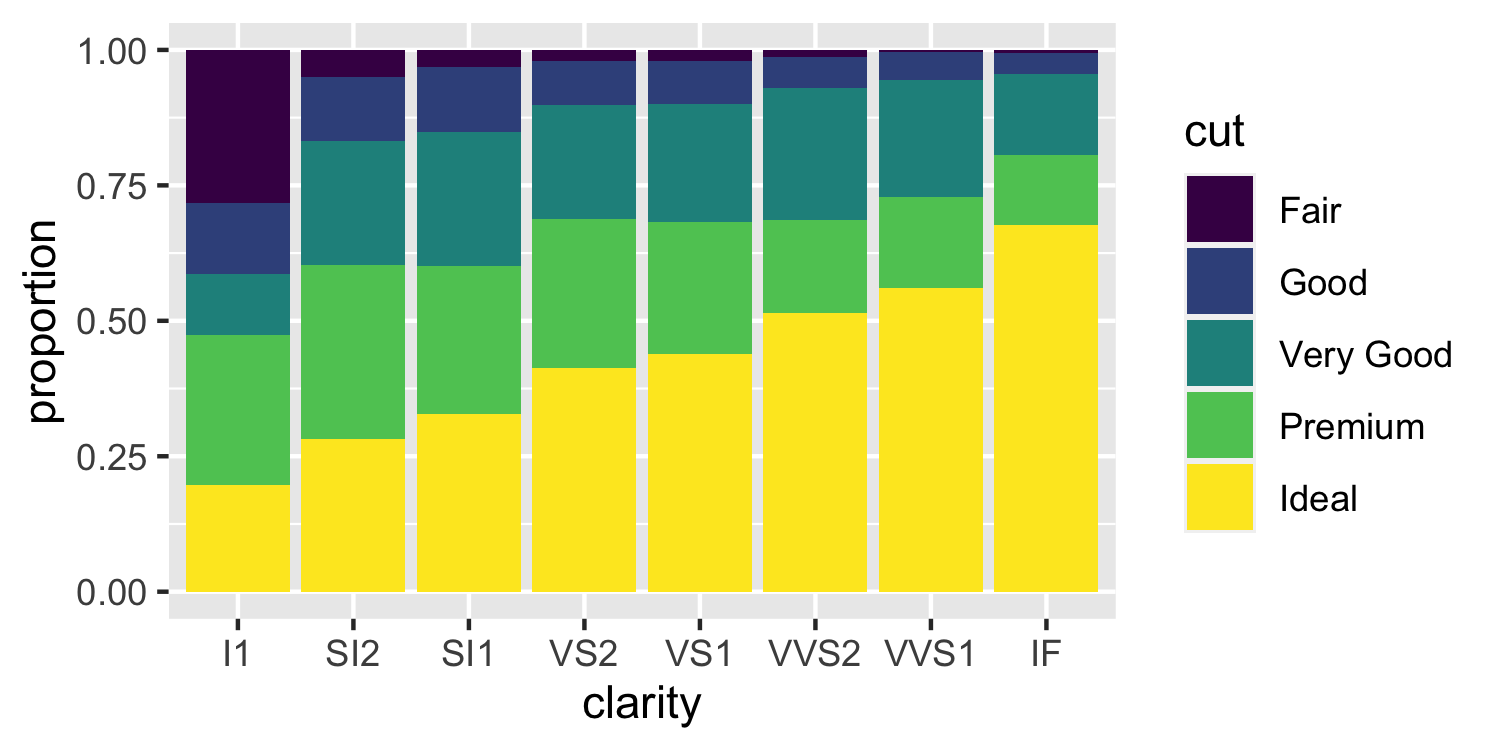 1.00
0.75
0.50
0.25
0.00
proportion
I1 SI2 SI1 VS2 VS1 VVS2 VVS1 IF
clarity
cut
Fair
Good
Very Good
Premium
Ideal